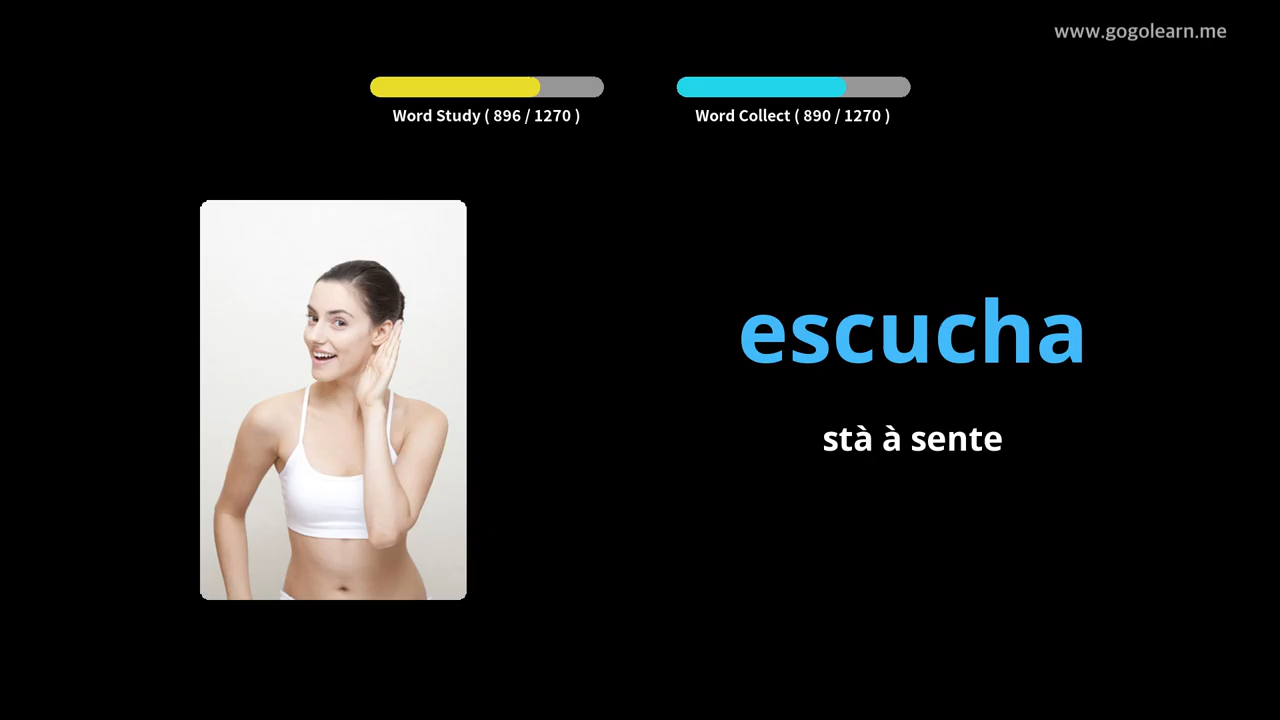 www.gogolearn.me
Word Study ( 896 / 1270 )
Word Collect ( 890 / 1270 )
escucha
stà à sente